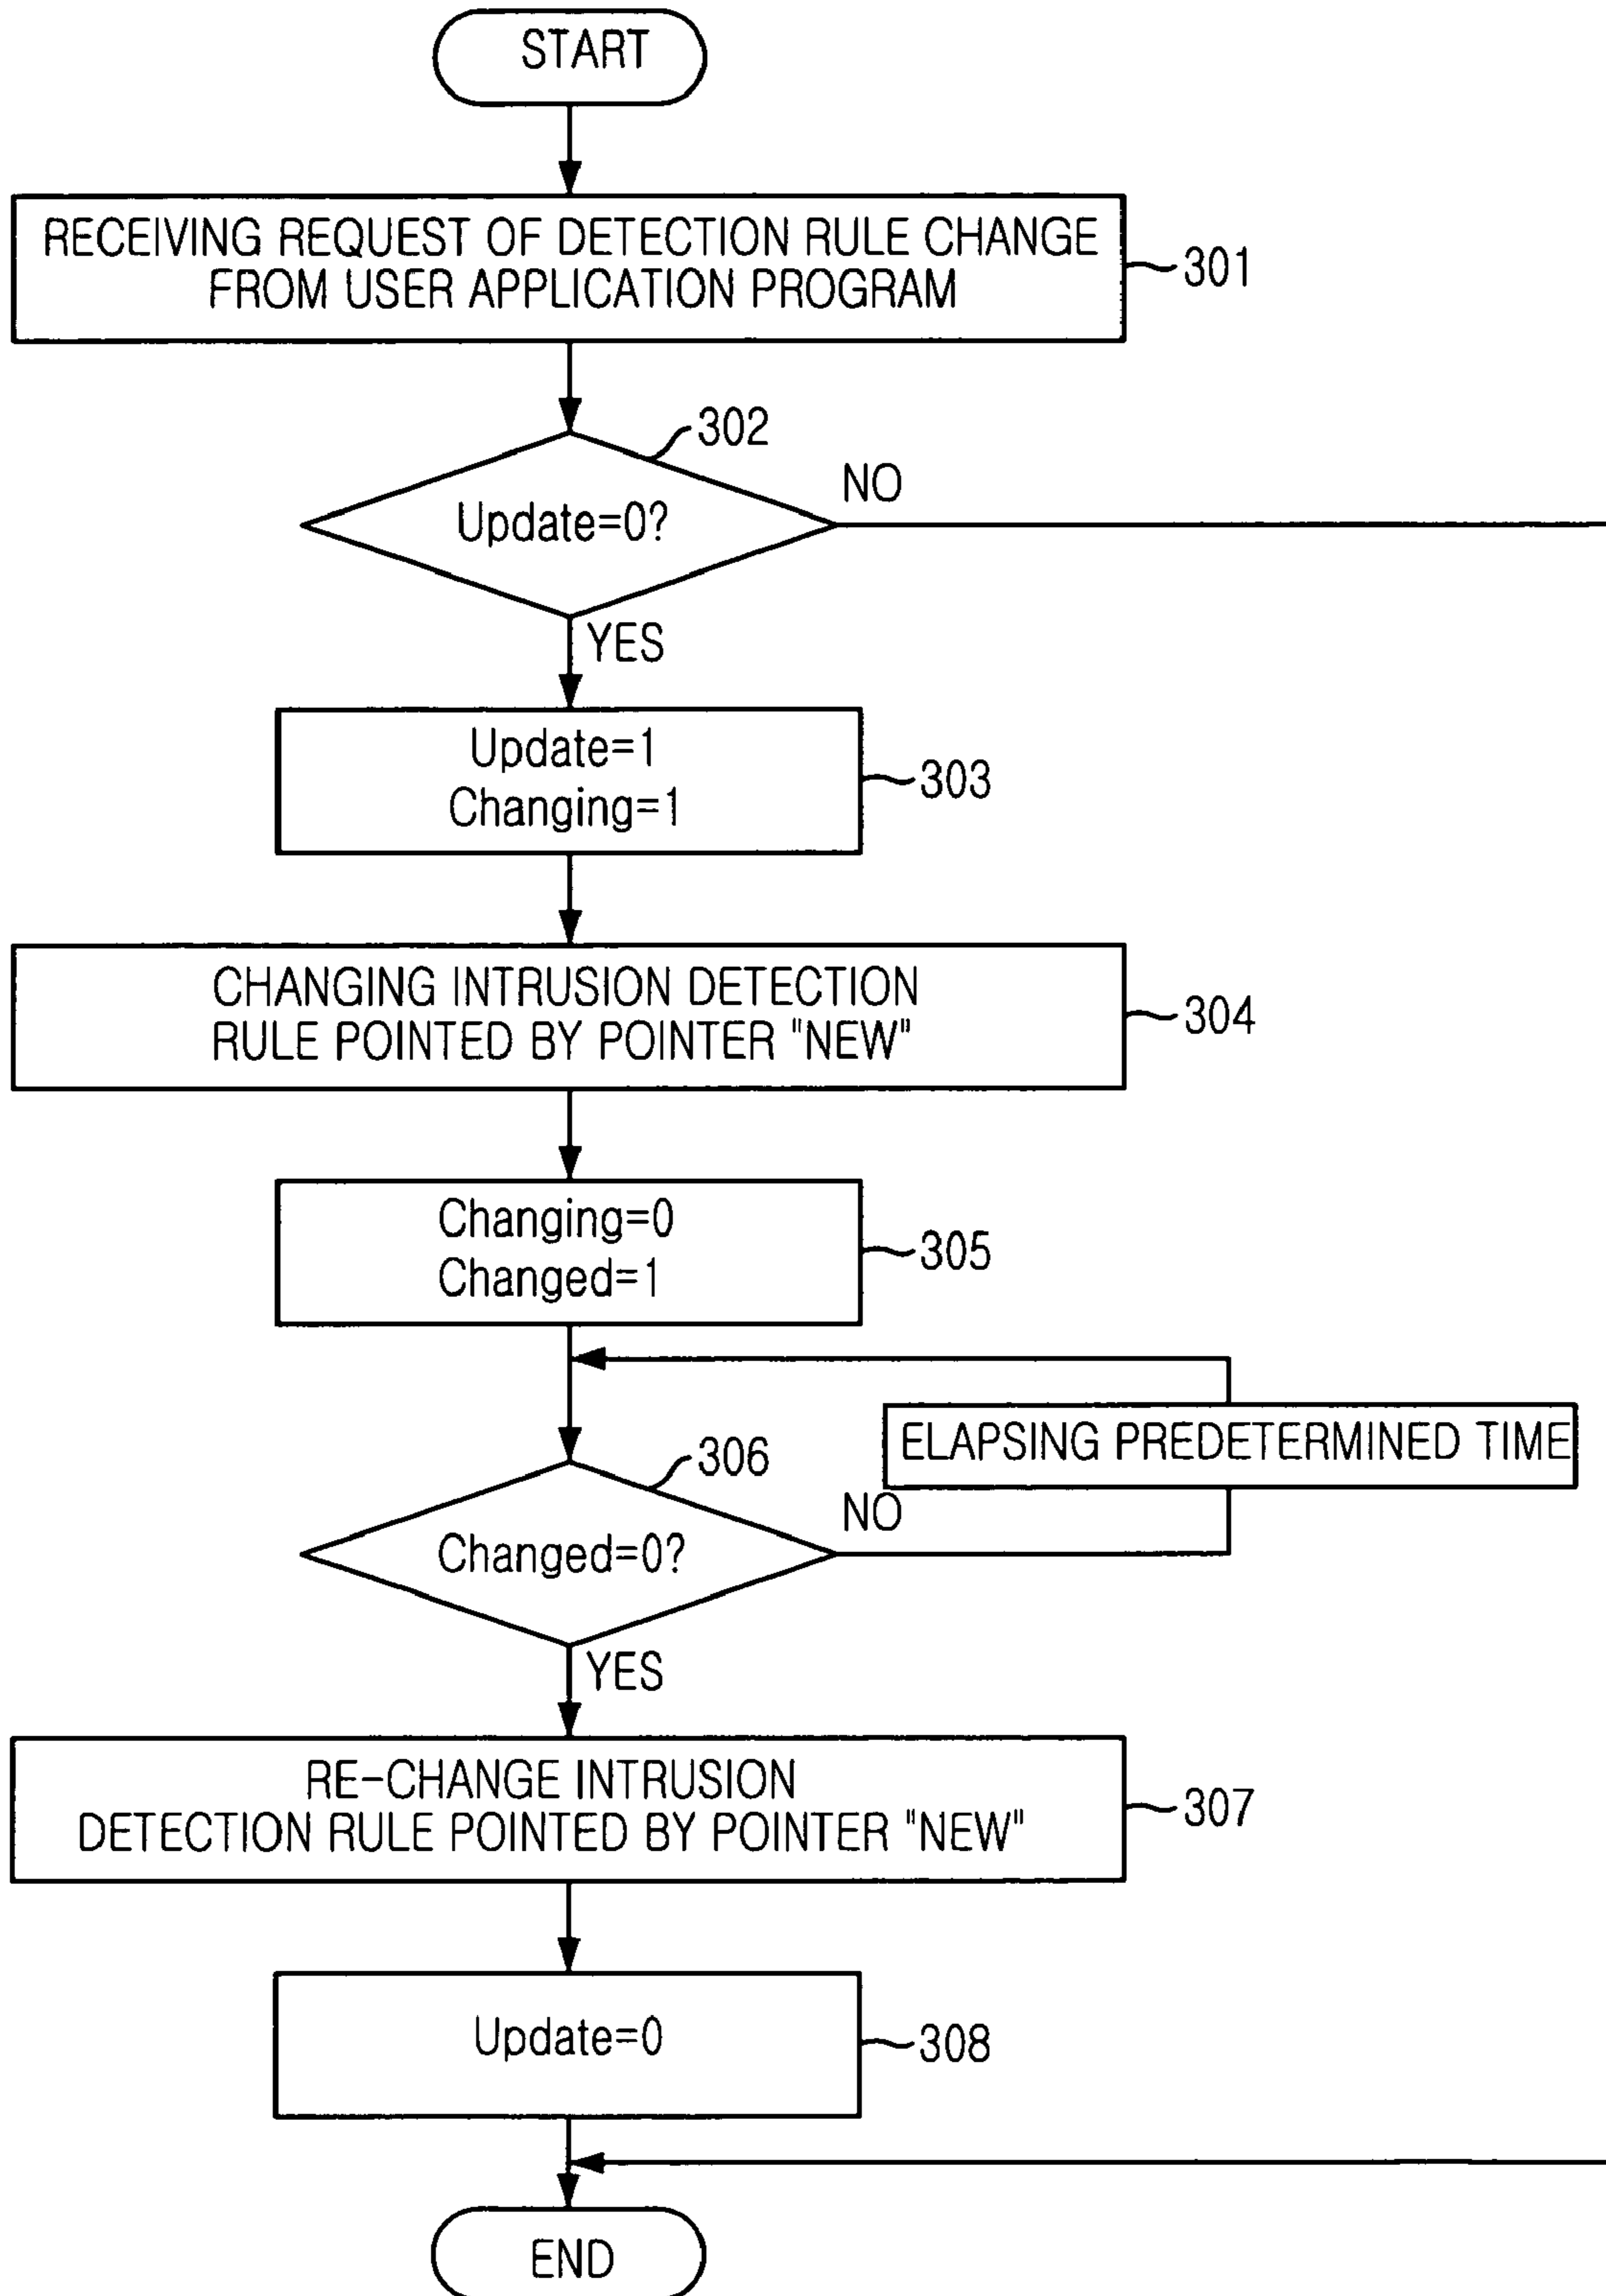 START
RECEIVING REQUEST OF DETECTION RULE CHANGE
FROM USER APPLICATION PROGRAM
301
302
NO
Update=0?
YES
Update=1
Changing=1
303
CHANGING INTRUSION DETECTION
RULE POINTED BY POINTER "NEW"
304
Changing=0
Changed=1
305
ELAPSING PREDETERMINED TIME
306
NO
Changed=0?
YES
RE-CHANGE INTRUSION
DETECTION RULE POINTED BY POINTER "NEW"
307
Update=0
308
END